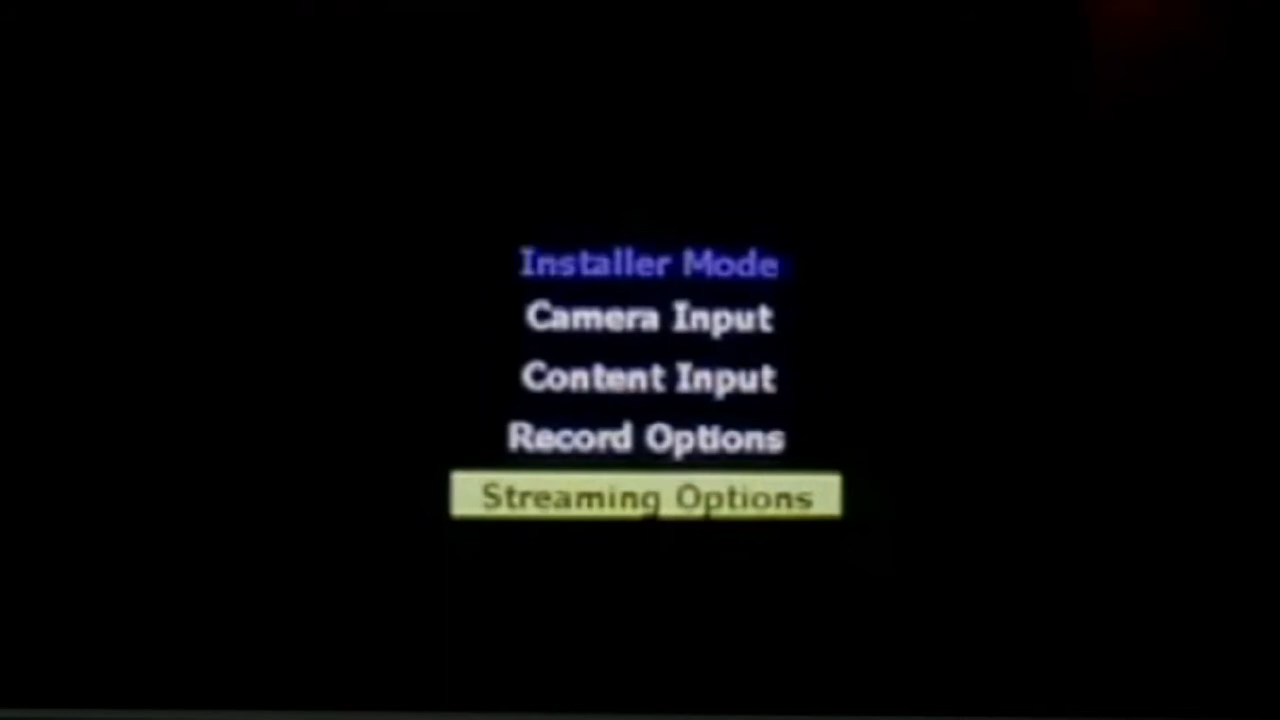 Installer Mode
Camera Input
Content Input
Record Options
Streaming Options